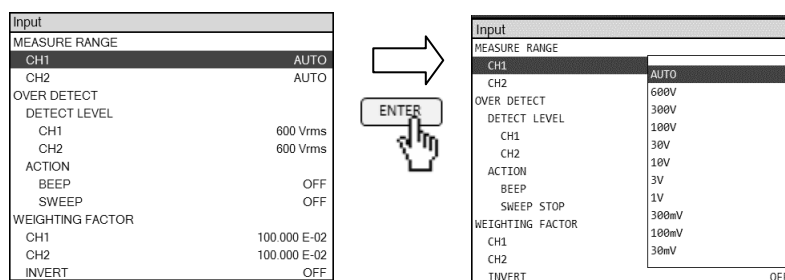 Input
MEASURE RANGE
CH1 AUTO
CH2 AUTO
OVER DETECT
DETECT LEVEL
CH1 600 Vrms
CH2 600 Vrms
ACTION
BEEP OFF
SWEEP OFF
WEIGHTING FACTOR
CH1 100.000 E-02
CH2 100.000 E-02
INVERT OFF
ENTER
Input
MEASURE RANGE
CH1
CH2
OVER DETECT
DETECT LEVEL
CH1
CH2
ACTION
BEEP
SWEEP STOP
WEIGHTING FACTOR
CH1
CH2
INVERT OFF
AUTO
600V
300V
100V
30V
10V
3V
1V
300mV
100mV
30mV